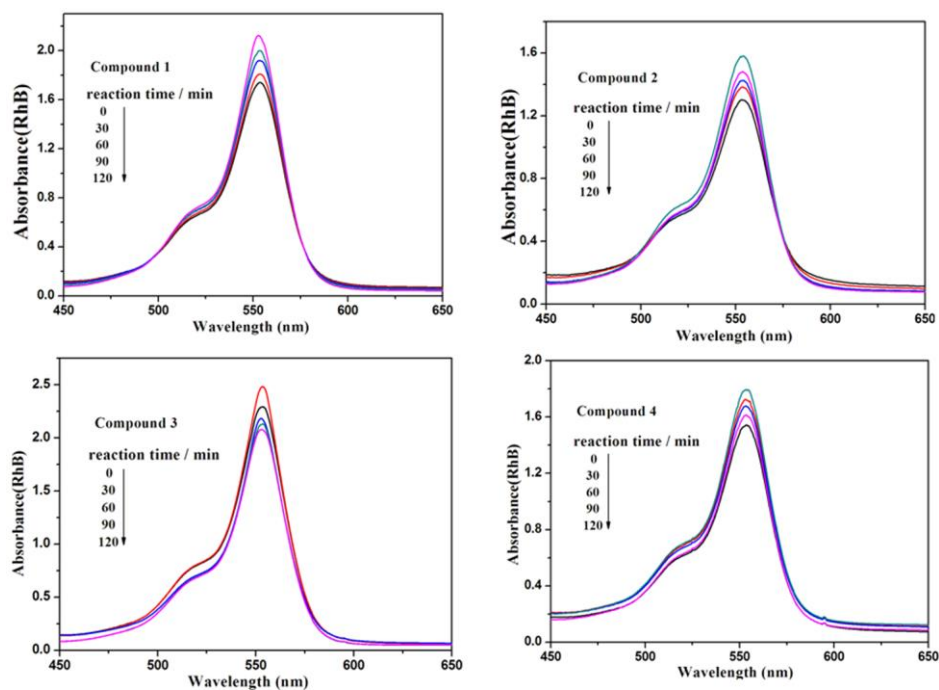 Absorbance(RhB)
2.0
1.6
1.2
0.8
0.4
0.0
Compound 1
reaction time / min
0
30
60
90
120
450 500 550 600 650
Wavelength (nm)
Absorbance(RhB)
1.6
1.2
0.8
0.4
0.0
Compound 2
reaction time / min
0
30
60
90
120
450 500 550 600 650
Wavelength (nm)
Absorbance(RhB)
2.5
2.0
1.5
1.0
0.5
0.0
Compound 3
reaction time / min
0
30
60
90
120
450 500 550 600 650
Wavelength (nm)
Absorbance(RhB)
2.0
1.6
1.2
0.8
0.4
0.0
Compound 4
reaction time / min
0
30
60
90
120
450 500 550 600 650
Wavelength (nm)